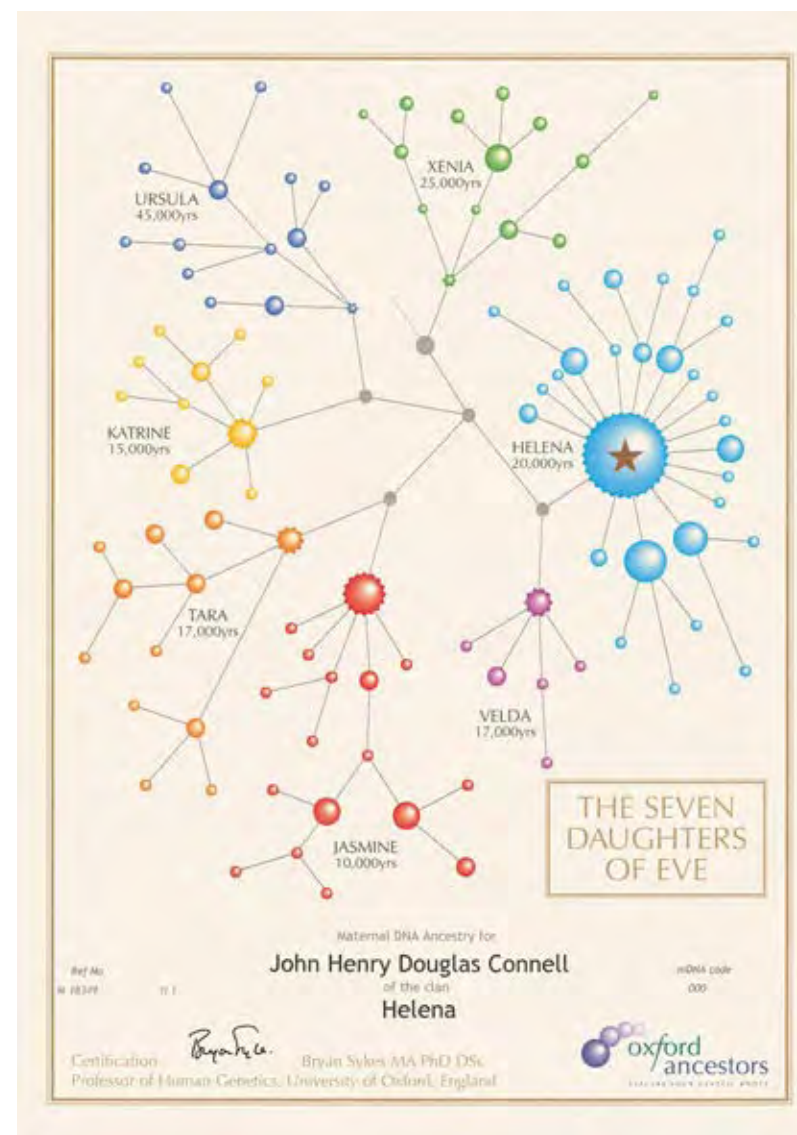 URSULA
45,000yrs
XENIA
25,000yrs
KATRINE
15,000yrs
HELENA
20,000yrs
TARA
17,000yrs
VELDA
17,000yrs
JASMINE
10,000yrs
THE SEVEN
DAUGHTERS
OF EVE
Maternal DNA Ancestry for
John Henry Douglas Connell
of the clan
Helena
Ref No
mDNA code
000
Certification
Bryan Sykes MA PhD DSc
Professor of Human Genetics, University of Oxford, England
oxford
ancestors